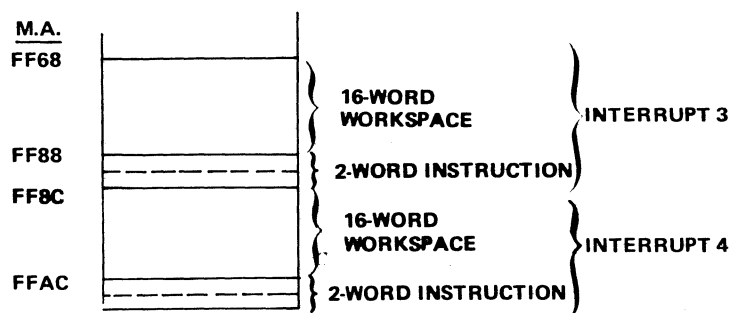 M.A.
FF68
16-WORD
WORKSPACE
INTERRUPT 3
FF88
2-WORD INSTRUCTION
FF8C
16-WORD
WORKSPACE
INTERRUPT 4
FFAC
2-WORD INSTRUCTION